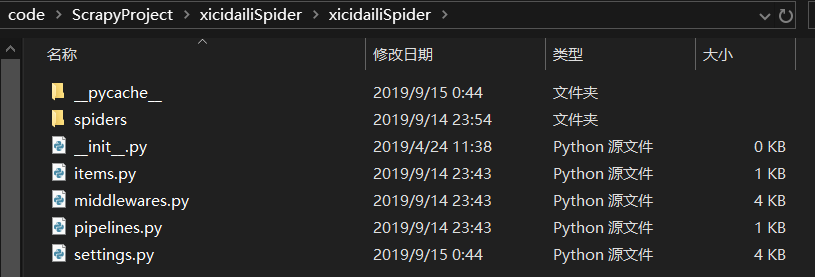 code > ScrapyProject > xicidailiSpider > xicidailiSpider >
名称 修改日期 类型 大小
__pycache__ 2019/9/15 0:44 文件夹
spiders 2019/9/14 23:54 文件夹
__init__.py 2019/4/24 11:38 Python 源文件 0 KB
items.py 2019/9/14 23:43 Python 源文件 1 KB
middlewares.py 2019/9/14 23:43 Python 源文件 4 KB
pipelines.py 2019/9/14 23:43 Python 源文件 1 KB
settings.py 2019/9/15 0:44 Python 源文件 4 KB